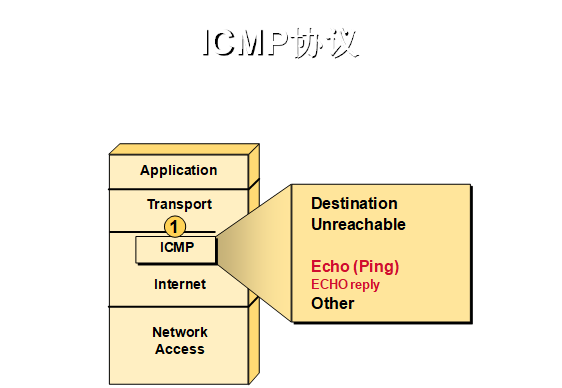 ICMP协议
Application
Transport
1
ICMP
Internet
Network
Access
Destination
Unreachable
Echo (Ping)
ECHO reply
Other